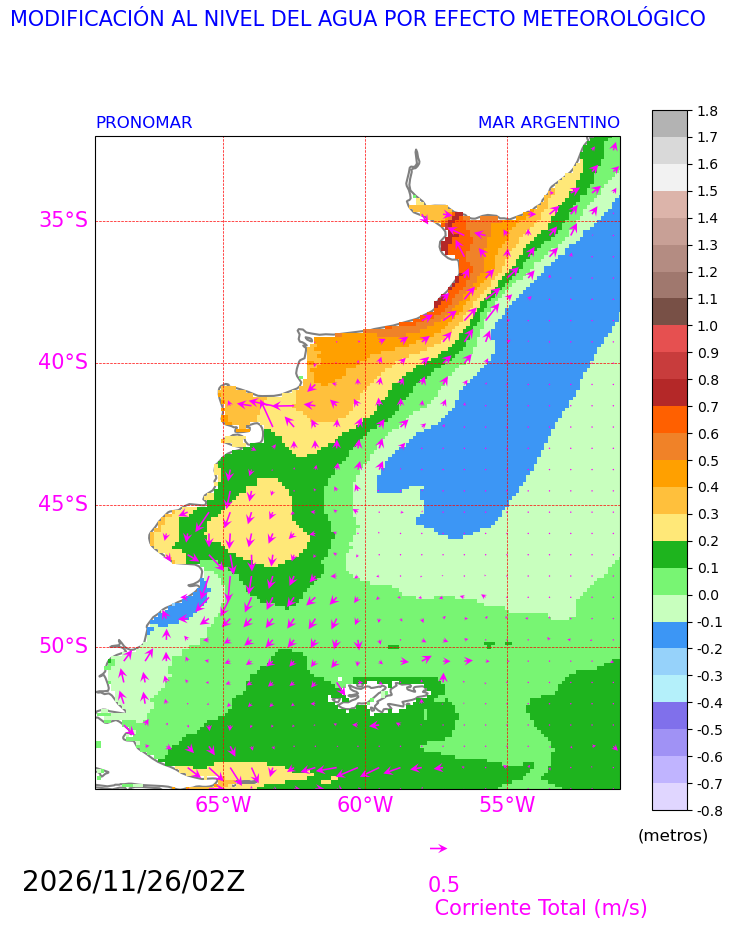 MODIFICACIÓN AL NIVEL DEL AGUA POR EFECTO METEOROLÓGICO
PRONOMAR
MAR ARGENTINO
35°S
40°S
45°S
50°S
65°W
60°W
55°W
1.8
1.7
1.6
1.5
1.4
1.3
1.2
1.1
1.0
0.9
0.8
0.7
0.6
0.5
0.4
0.3
0.2
0.1
0.0
-0.1
-0.2
-0.3
-0.4
-0.5
-0.6
-0.7
-0.8
(metros)
2026/11/26/02Z
0.5
Corriente Total (m/s)